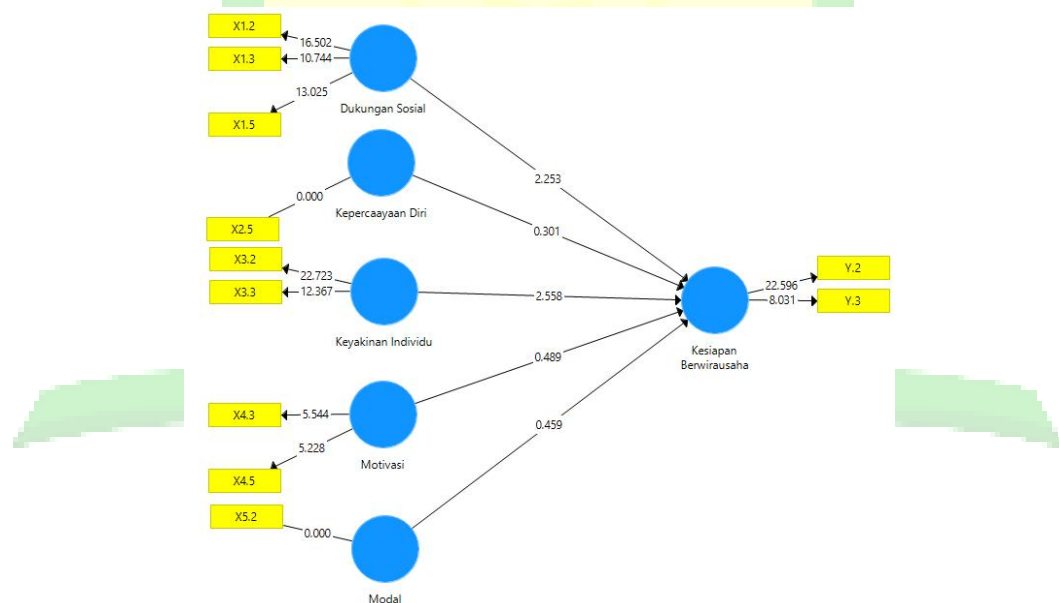 X1.2
16.502
X1.3
10.744
13.025
X1.5
Dukungan Sosial
2.253
0.000
X2.5
Kepercaayaan Diri
0.301
X3.2
22.723
X3.3
12.367
Keyakinan Individu
2.558
Y.2
22.596
Y.3
8.031
Kesiapan
Berwirausaha
X4.3
5.544
5.228
X4.5
Motivasi
0.489
X5.2
0.000
Modal
0.459